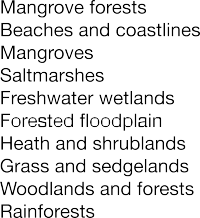 Mangrove forests
Beaches and coastlines
Mangroves
Saltmarshes
Freshwater wetlands
Forested floodplain
Heath and shrublands
Grass and sedgelands
Woodlands and forests
Rainforests